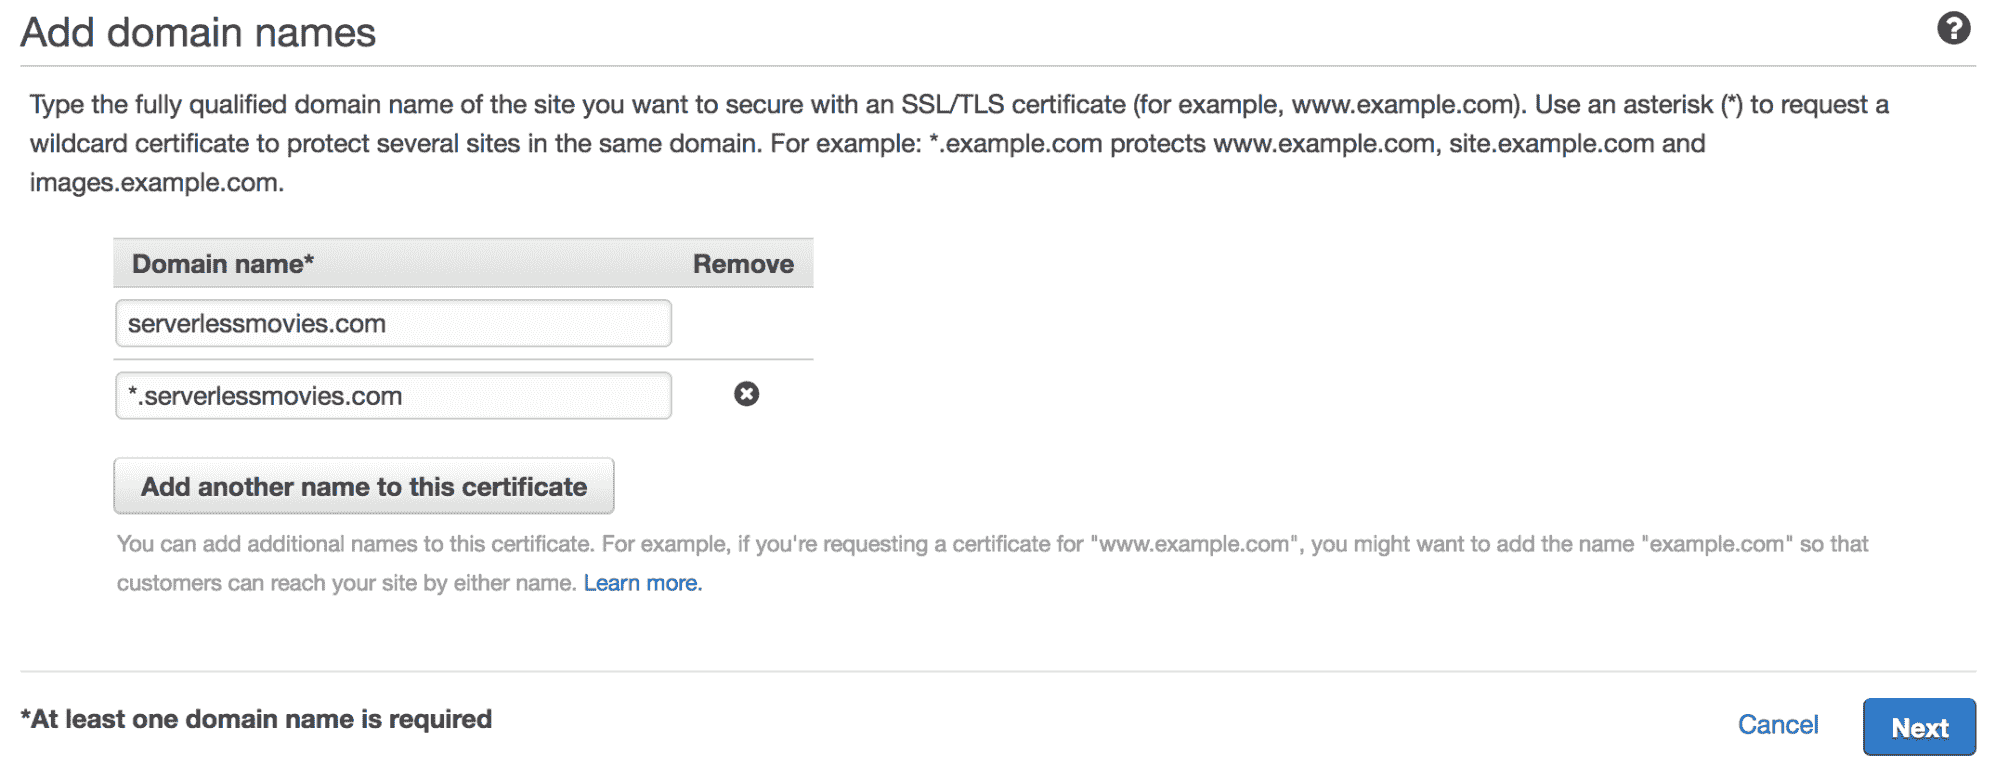 Add domain names
?
Type the fully qualified domain name of the site you want to secure with an SSL/TLS certificate (for example, www.example.com). Use an asterisk (*) to request a
wildcard certificate to protect several sites in the same domain. For example: *.example.com protects www.example.com, site.example.com and
images.example.com.
Domain name* Remove
serverlessmovies.com
*.serverlessmovies.com
Add another name to this certificate
You can add additional names to this certificate. For example, if you're requesting a certificate for "www.example.com", you might want to add the name "example.com" so that
customers can reach your site by either name. Learn more.
*At least one domain name is required
Cancel Next